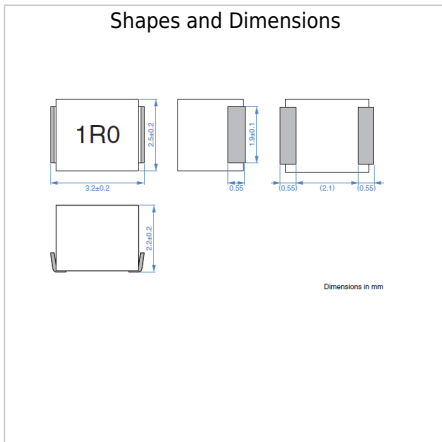 Shapes and Dimensions
1R0
2.5±0.2
3.2±0.2
1.9±0.1
0.55
(0.55)
(2.1)
(0.55)
2.2±0.2
Dimensions in mm